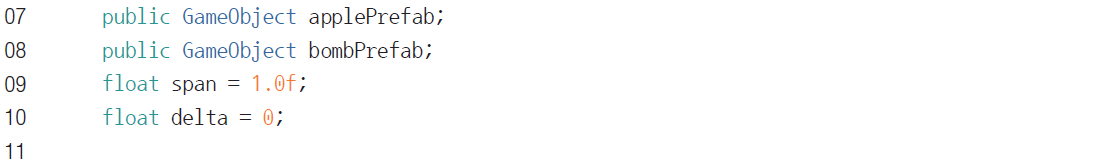 07 public GameObject applePrefab;
08 public GameObject bombPrefab;
09 float span = 1.0f;
10 float delta = 0;
11